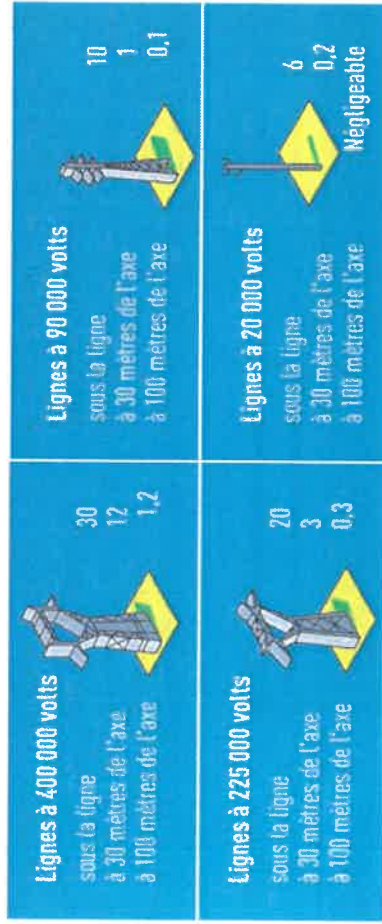 Lignes à 400 000 volts
sous la ligne 30
à 30 mètres de l'axe 12
à 100 mètres de l'axe 1,2
Lignes à 90 000 volts
sous la ligne 10
à 30 mètres de l'axe 1
à 100 mètres de l'axe 0,1
Lignes à 225 000 volts
sous la ligne 20
à 30 mètres de l'axe 3
à 100 mètres de l'axe 0,3
Lignes à 20 000 volts
sous la ligne 6
à 30 mètres de l'axe 0,2
à 100 mètres de l'axe Négligeable